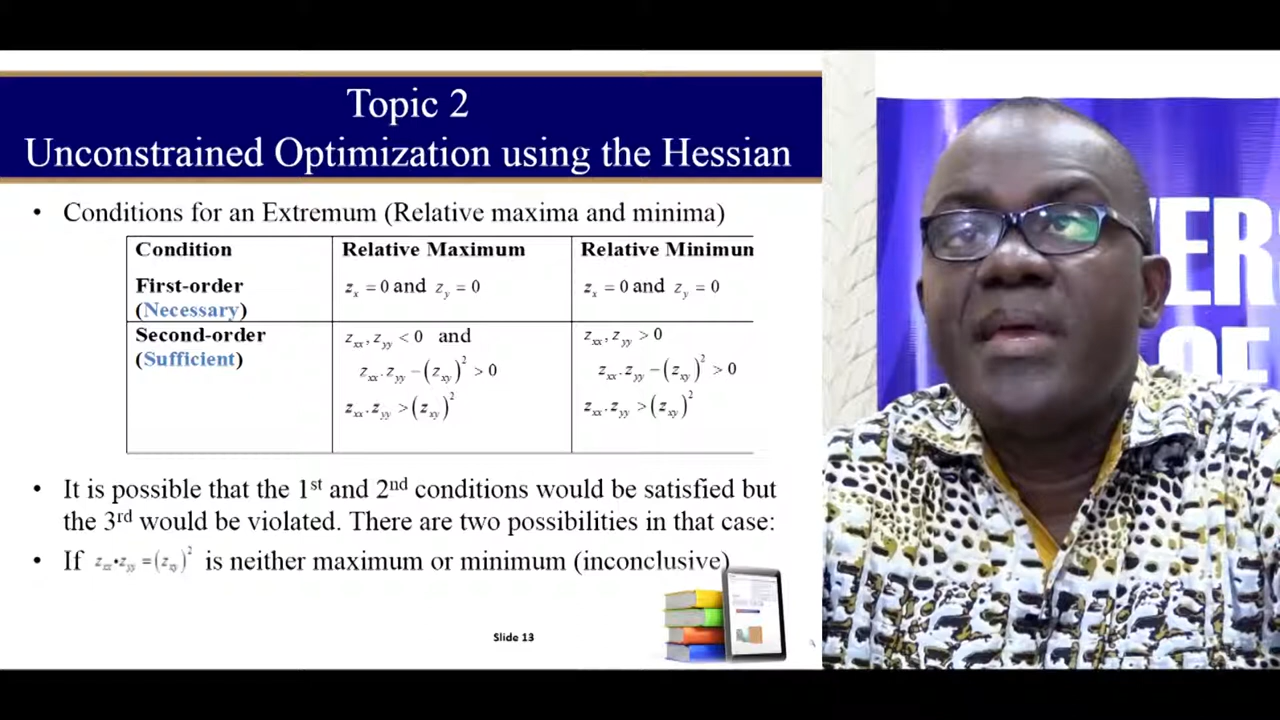 Topic 2
Unconstrained Optimization using the Hessian
• Conditions for an Extremum (Relative maxima and minima)
Condition Relative Maximum Relative Minimun
First-order z_x = 0 and z_y = 0 z_x = 0 and z_y = 0
(Necessary)
Second-order z_xx, z_yy < 0 and z_xx, z_yy > 0
(Sufficient) z_xx . z_yy − (z_xy)² > 0 z_xx . z_yy − (z_xy)² > 0
z_xx . z_yy > (z_xy)² z_xx . z_yy > (z_xy)²
• It is possible that the 1st and 2nd conditions would be satisfied but
the 3rd would be violated. There are two possibilities in that case:
• If z_xx • z_yy = (z_xy)² is neither maximum or minimum (inconclusive)
Slide 13
VER
OF